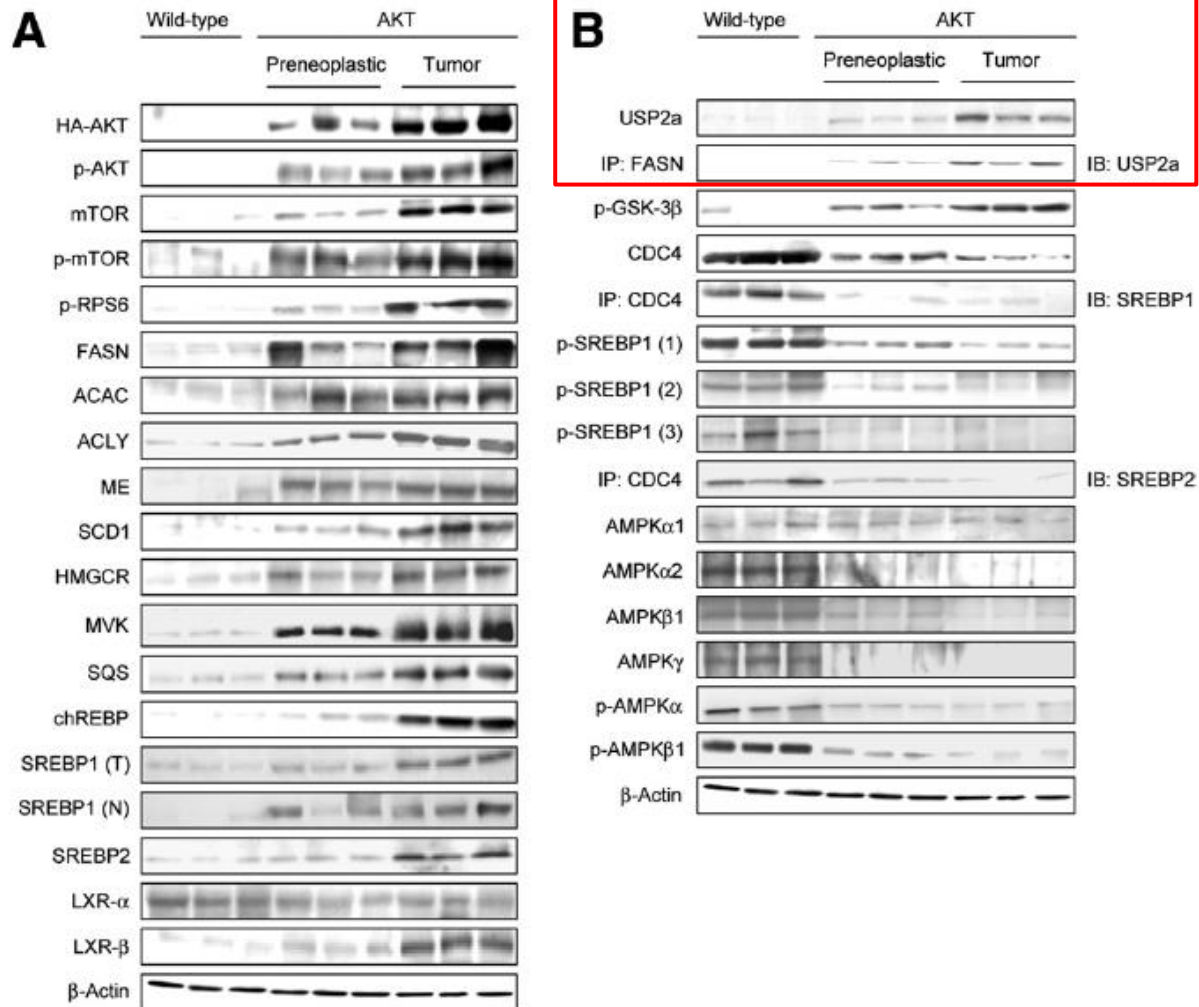 A
Wild-type
AKT
Preneoplastic
Tumor
HA-AKT
p-AKT
mTOR
p-mTOR
p-RPS6
FASN
ACAC
ACLY
ME
SCD1
HMGCR
MVK
SQS
chREBP
SREBP1 (T)
SREBP1 (N)
SREBP2
LXR-α
LXR-β
β-Actin
B
Wild-type
AKT
Preneoplastic
Tumor
USP2a
IP: FASN
IB: USP2a
p-GSK-3β
CDC4
IP: CDC4
IB: SREBP1
p-SREBP1 (1)
p-SREBP1 (2)
p-SREBP1 (3)
IP: CDC4
IB: SREBP2
AMPKα1
AMPKα2
AMPKβ1
AMPKγ
p-AMPKα
p-AMPKβ1
β-Actin